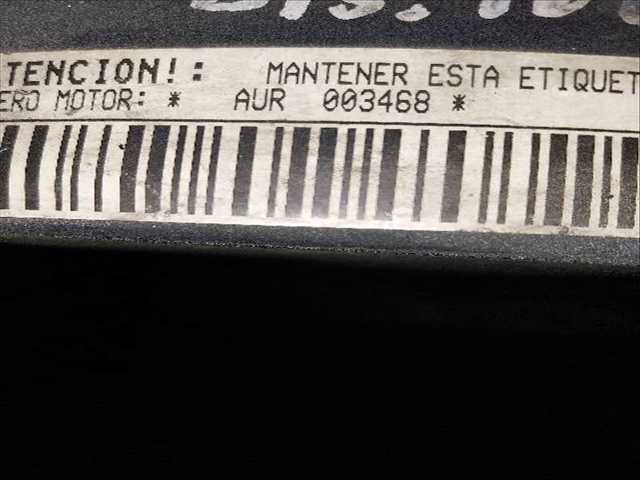 TENCION!: MANTENER ESTA ETIQUET
ERO MOTOR: * AUR 003468 *